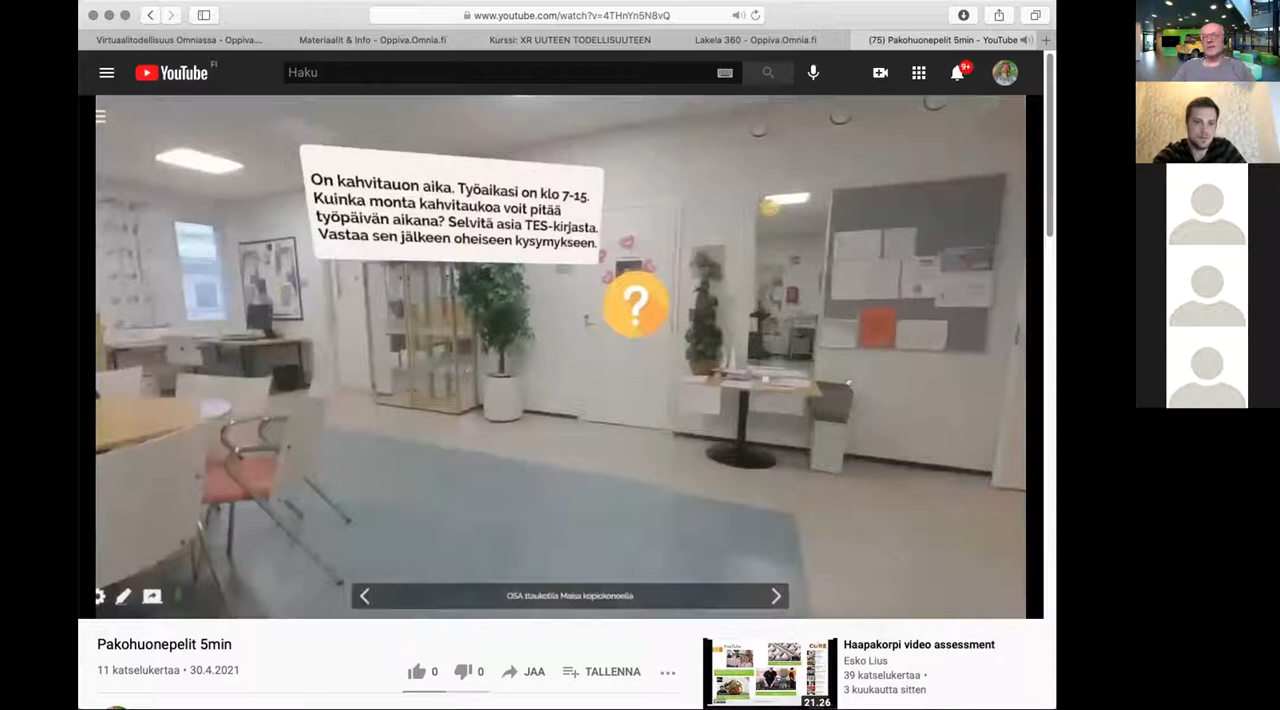 www.youtube.com/watch?v=4THnYn5N8vQ
Virtuaalitodellisuus Omniassa - Oppiva....
Materiaalit & Info - Oppiva.Omnia.fi
Kurssi: XR UUTEEN TODELLISUUTEEN
Lakela 360 - Oppiva.Omnia.fi
(75) Pakohuonepelit 5min - YouTube
YouTube FI
Haku
9+
On kahvitauon aika. Työaikasi on klo 7-15.
Kuinka monta kahvitaukoa voit pitää
työpäivän aikana? Selvitä asia TES-kirjasta.
Vastaa sen jälkeen oheiseen kysymykseen.
?
OSA 1taukotila Maisa kopiokoneella
Pakohuonepelit 5min
11 katselukertaa • 30.4.2021
0
0
JAA
TALLENNA
Haapakorpi video assessment
Esko Lius
39 katselukertaa •
3 kuukautta sitten
21.26